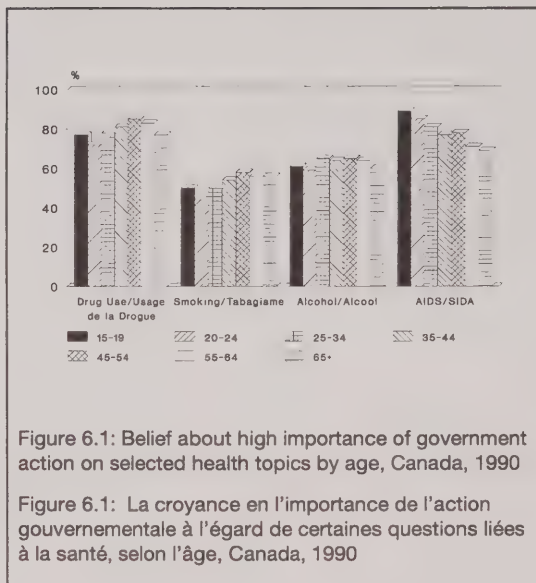 %
100
80
60
40
20
0
Drug Uae/Usage Smoking/Tabagiame Alcohol/Alcool AIDS/SIDA
de la Drogue
15-19 20-24 25-34 35-44
45-54 55-64 65+
Figure 6.1: Belief about high importance of government
action on selected health topics by age, Canada, 1990
Figure 6.1: La croyance en l'importance de l'action
gouvernementale à l'égard de certaines questions liées
à la santé, selon l'âge, Canada, 1990